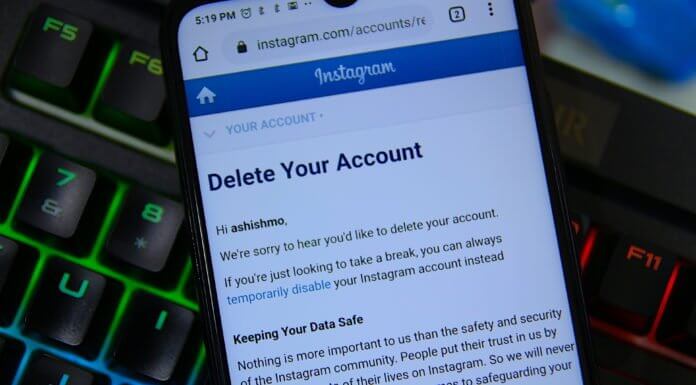 5:19 PM
instagram.com/accounts/re
2
Instagram
YOUR ACCOUNT
Delete Your Account
Hi ashishmo,
We're sorry to hear you'd like to delete your account.
If you're just looking to take a break, you can always
temporarily disable your Instagram account instead
Keeping Your Data Safe
Nothing is more important to us than the safety and security
of the Instagram community. People put their trust in us by
of their lives on Instagram. So we will never
to safeguarding your
F5
F6
7
&
8
*
U
I
F11